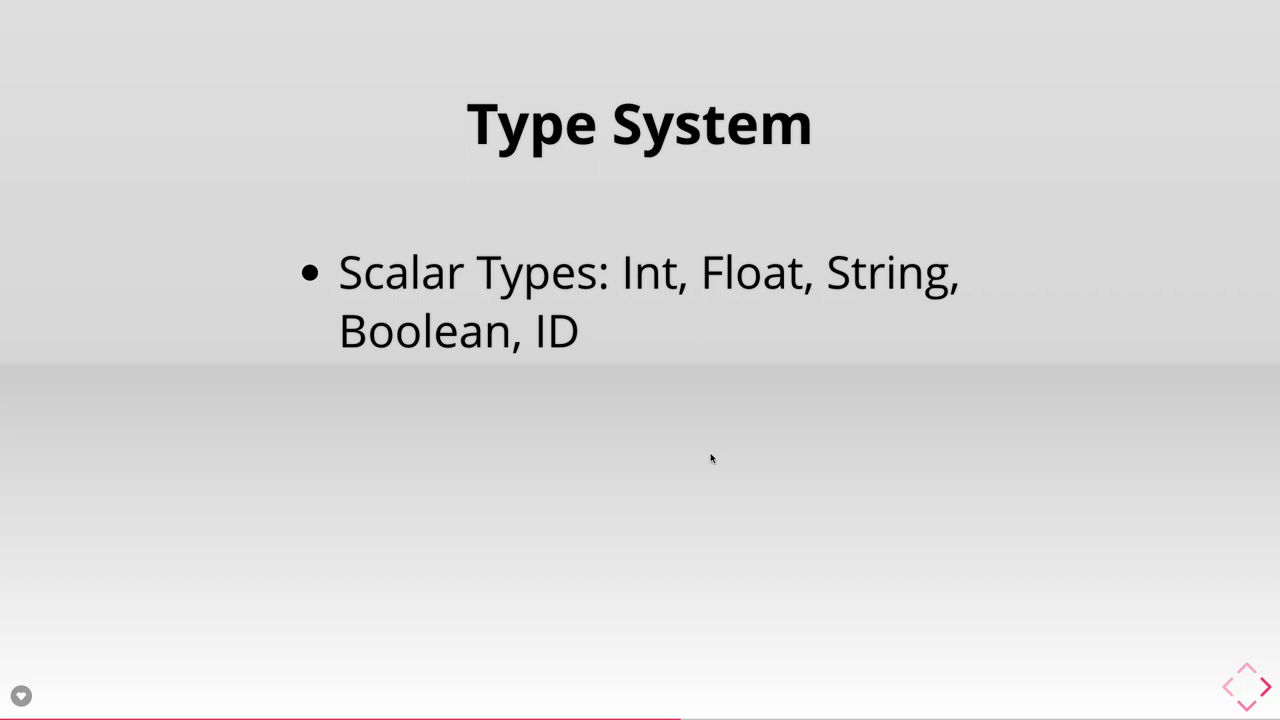 Type System
Scalar Types: Int, Float, String,
Boolean, ID